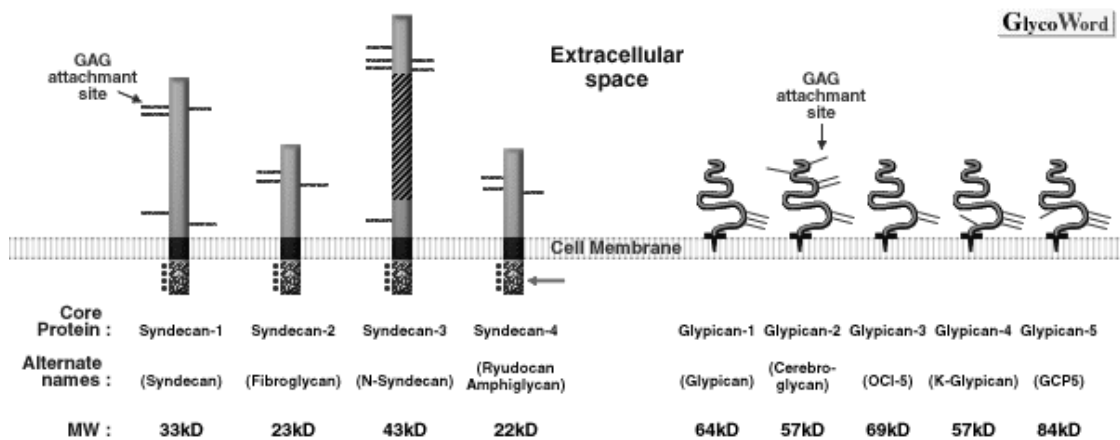 GlycoWord
GAG
attachmant
site
Extracellular
space
GAG
attachmant
site
Cell Membrane
Core
Protein : Syndecan-1 Syndecan-2 Syndecan-3 Syndecan-4 Glypican-1 Glypican-2 Glypican-3 Glypican-4 Glypican-5
Alternate
names : (Syndecan) (Fibroglycan) (N-Syndecan) (Ryudocan
Amphiglycan) (Glypican) (Cerebro-
glycan) (OCI-5) (K-Glypican) (GCP5)
MW : 33kD 23kD 43kD 22kD 64kD 57kD 69kD 57kD 84kD